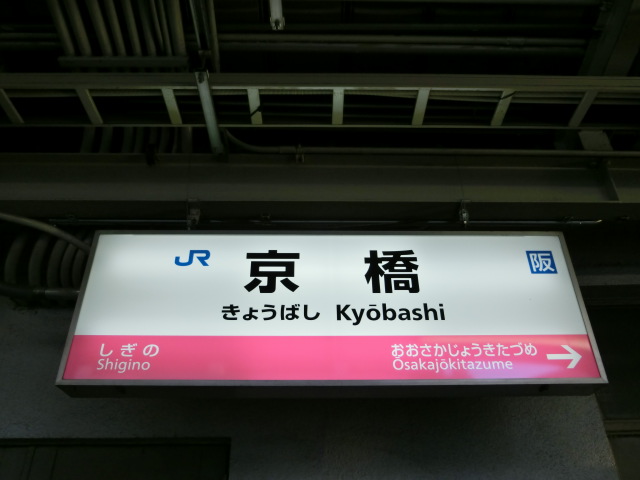 JR 京橋 阪
きょうばし Kyōbashi
しぎの おおさかじょうきたづめ →
Shigino Ōsakajōkitazume